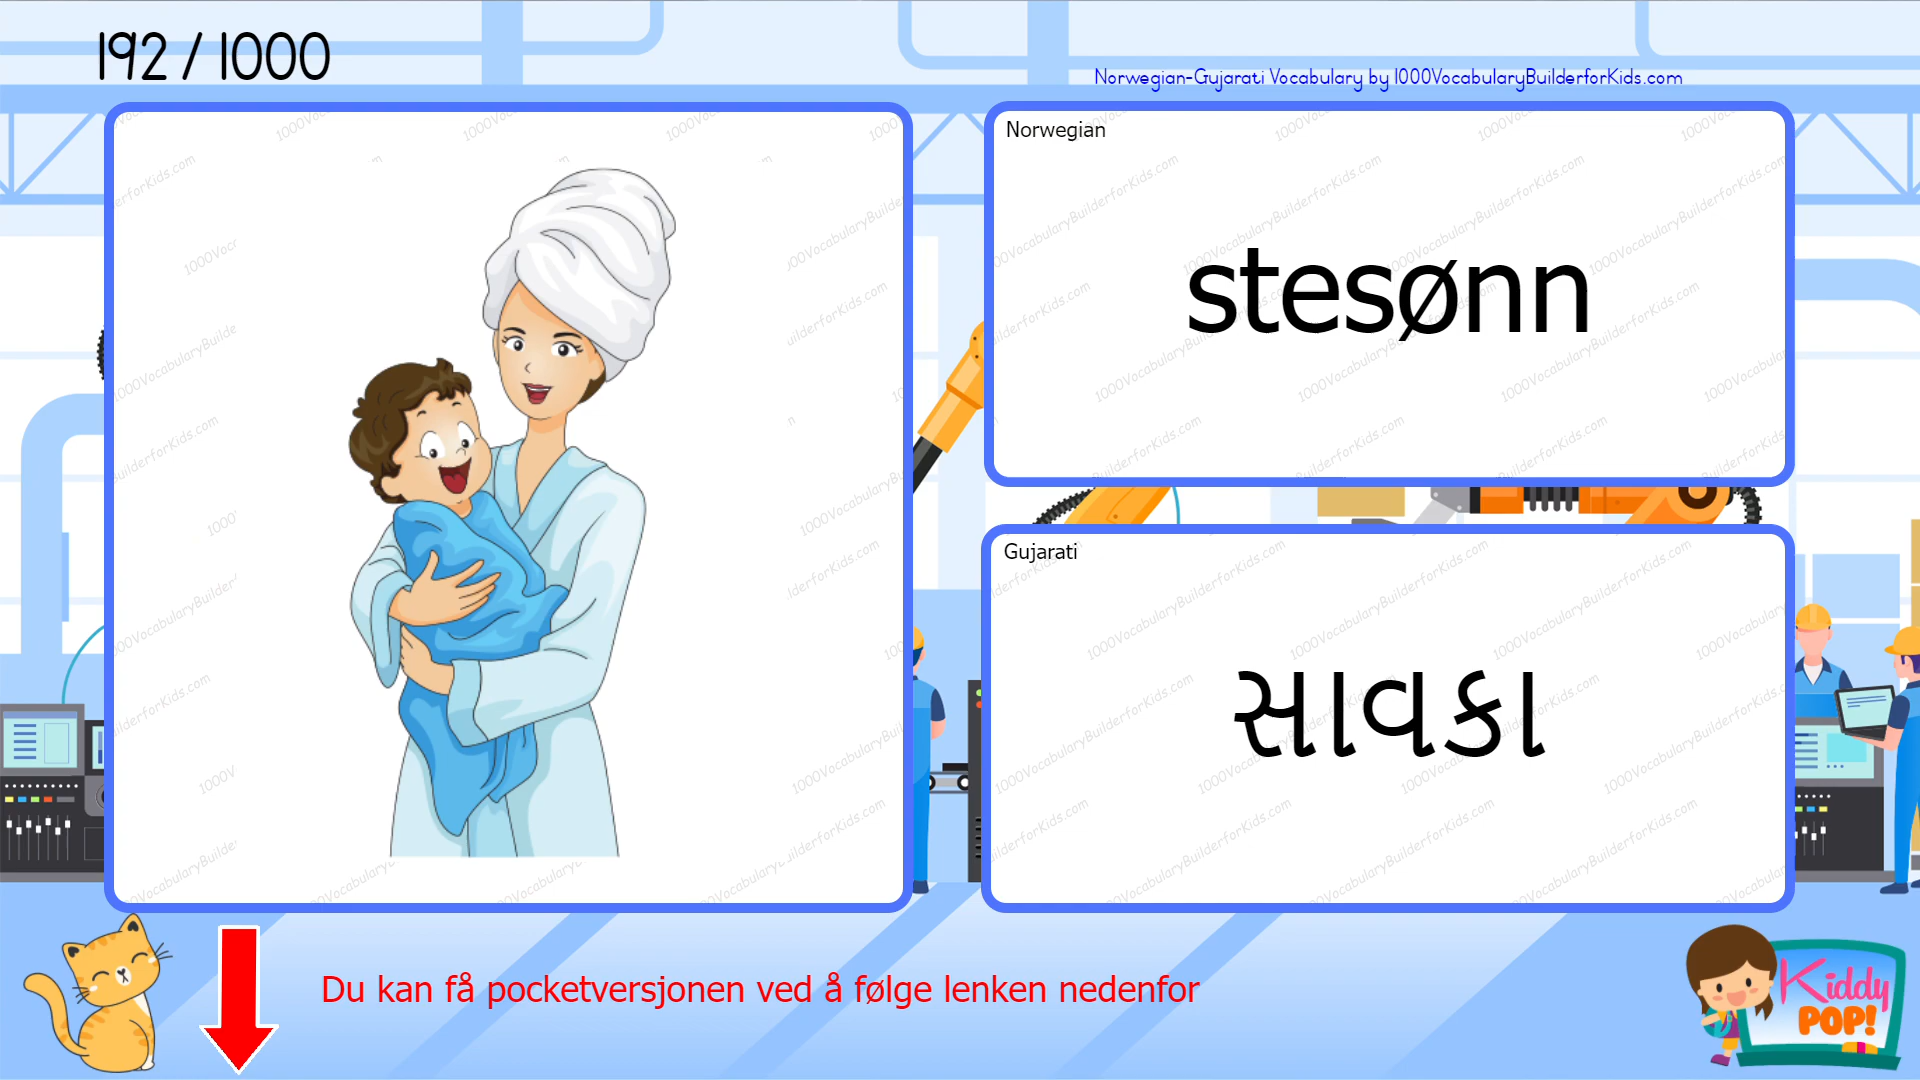 192 / 1000
Norwegian-Gujarati Vocabulary by 1000VocabularyBuilderforKids.com
Norwegian
stesønn
Gujarati
સાવકા
Du kan få pocketversjonen ved å følge lenken nedenfor
Kiddy
POP!